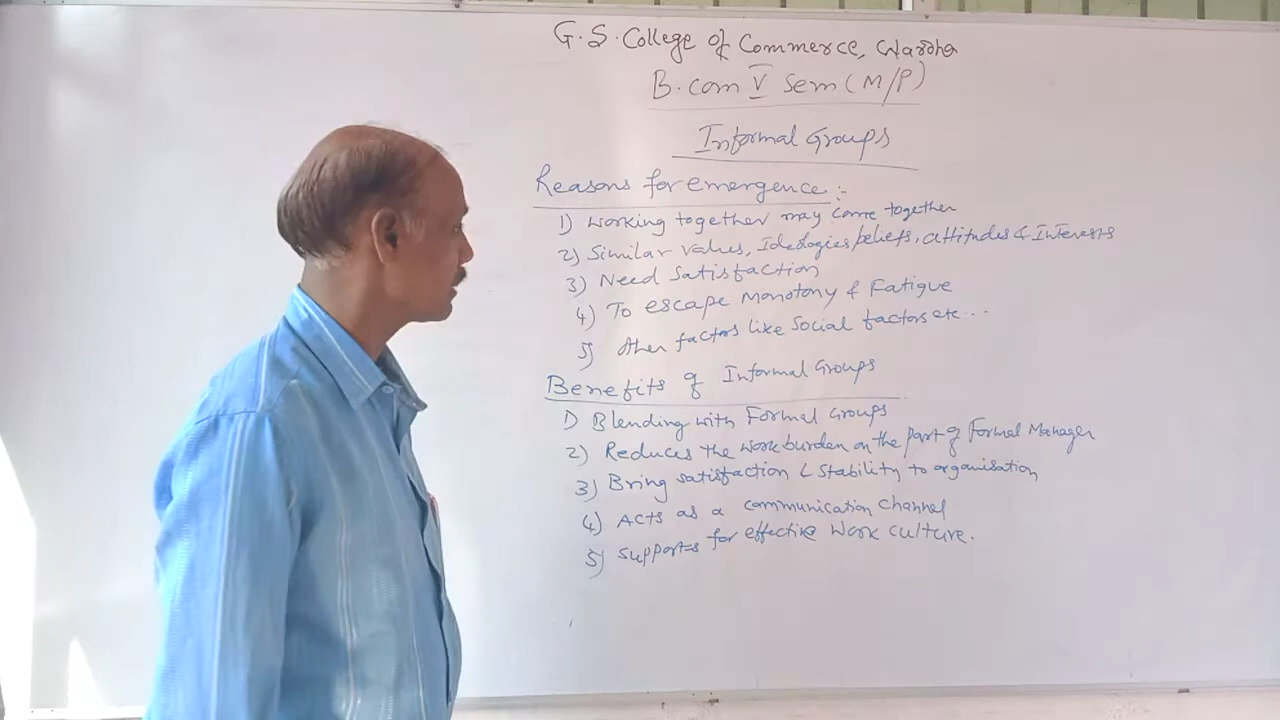 G.S. College of Commerce, Wardha
B.com V Sem (M/P)
Informal Groups
Reasons for emergence :-
1) Working together may come together
2) Similar values, Ideologies/beliefs, attitudes & Interests
3) Need Satisfaction
4) To escape Monotony & Fatigue
5) Other factors like Social factors etc...
Benefits of Informal Groups
1) Blending with Formal Groups
2) Reduces the work burden on the part of Formal Manager
3) Bring satisfaction & Stability to organisation
4) Acts as a communication channel
5) Supports for effective Work culture.